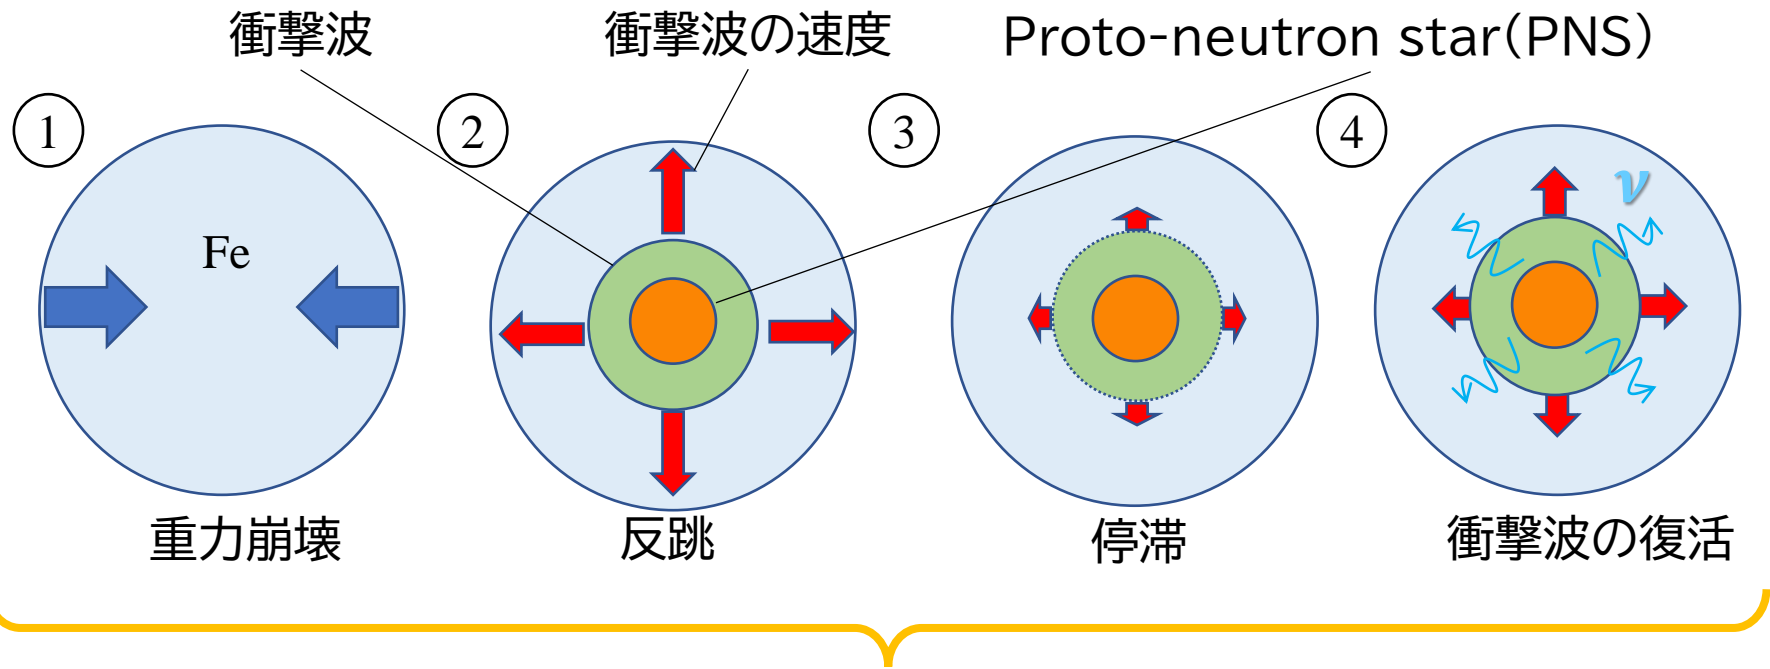 衝撃波
衝撃波の速度
Proto-neutron star(PNS)
①
②
③
④
Fe
ν
重力崩壊
反跳
停滞
衝撃波の復活